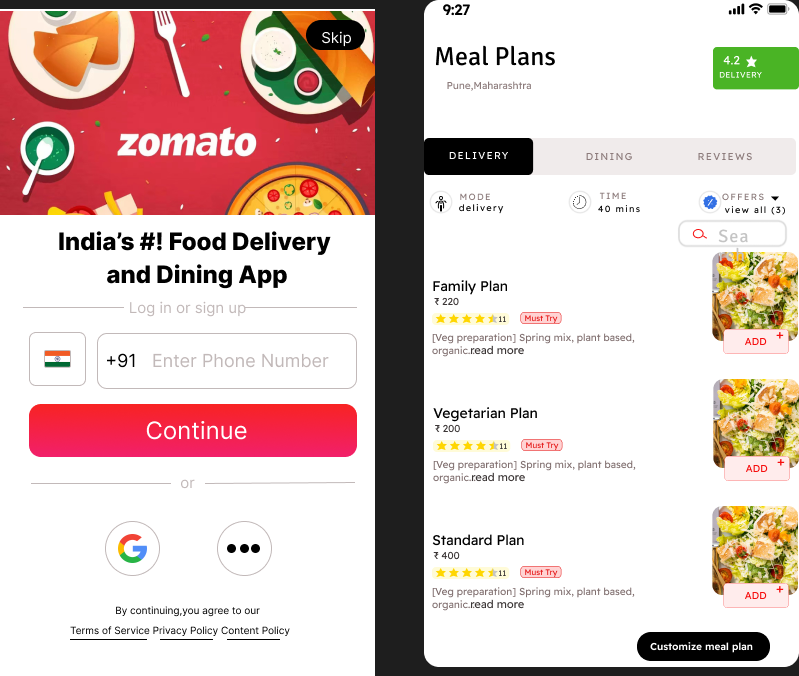 Skip
zomato
India's #! Food Delivery
and Dining App
Log in or sign up
+91 Enter Phone Number
Continue
or
By continuing,you agree to our
Terms of Service Privacy Policy Content Policy
9:27
Meal Plans
Pune,Maharashtra
4.2
DELIVERY
DELIVERY DINING REVIEWS
MODE
delivery
TIME
40 mins
OFFERS
view all (3)
Sea
Family Plan
₹ 220
11 Must Try
[Veg preparation] Spring mix, plant based,
organic..read more
ADD +
Vegetarian Plan
₹ 200
11 Must Try
[Veg preparation] Spring mix, plant based,
organic..read more
ADD +
Standard Plan
₹ 400
11 Must Try
[Veg preparation] Spring mix, plant based,
organic..read more
ADD +
Customize meal plan